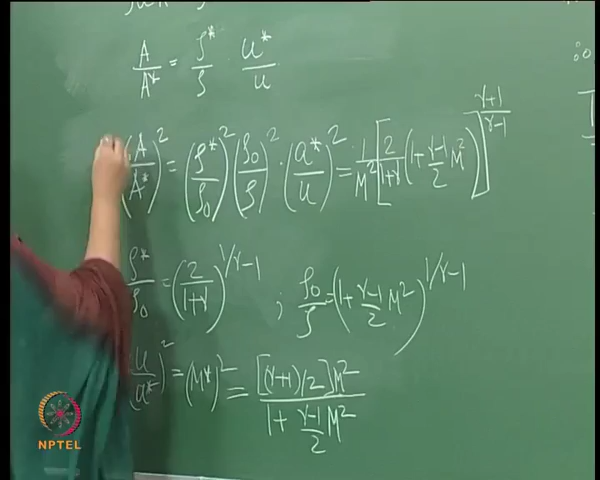 A/A* = ρ*/ρ · u*/u
(A/A*)² = (ρ*/ρ₀)² (ρ₀/ρ)² · (a*/u)² = 1/M² [2/(1+γ) (1+ (γ-1)/2 M²)]^((γ+1)/(γ-1))
ρ*/ρ₀ = (2/(1+γ))^(1/γ-1) ; ρ₀/ρ = (1+ (γ-1)/2 M²)^(1/γ-1)
(u/a*)² = (M*)² = [(γ+1)/2]M² / (1 + (γ-1)/2 M²)
NPTEL